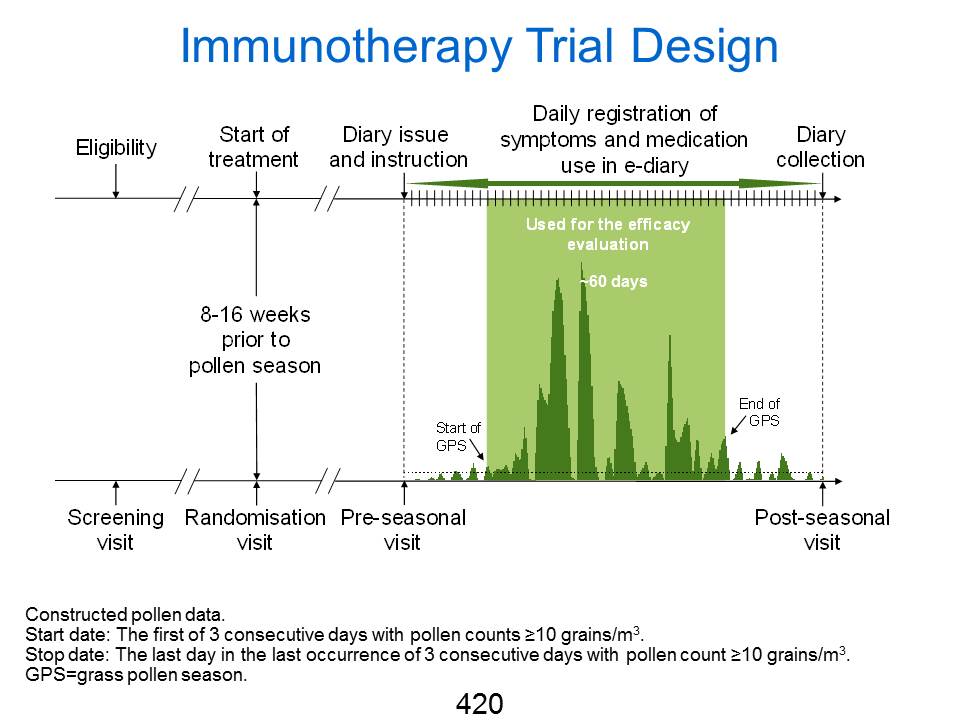 Immunotherapy Trial Design
Eligibility
Start of
treatment
Diary issue
and instruction
Daily registration of
symptoms and medication
use in e-diary
Diary
collection
Used for the efficacy
evaluation
~60 days
8-16 weeks
prior to
pollen season
Start of
GPS
End of
GPS
Screening
visit
Randomisation
visit
Pre-seasonal
visit
Post-seasonal
visit
Constructed pollen data.
Start date: The first of 3 consecutive days with pollen counts ≥10 grains/m³.
Stop date: The last day in the last occurrence of 3 consecutive days with pollen count ≥10 grains/m³.
GPS=grass pollen season.
420